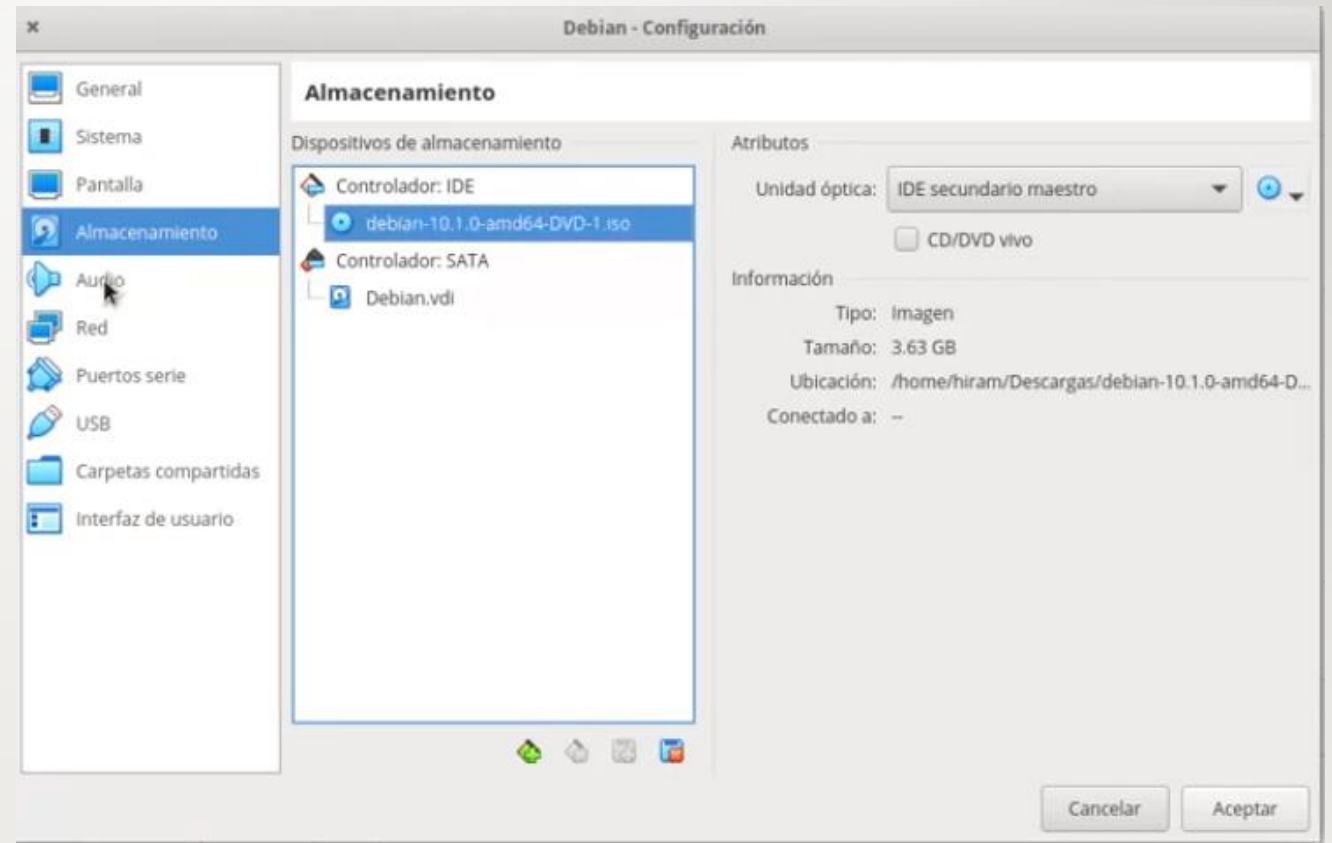 Debian - Configuración
General
Sistema
Pantalla
Almacenamiento
Audio
Red
Puertos serie
USB
Carpetas compartidas
Interfaz de usuario
Almacenamiento
Dispositivos de almacenamiento
Controlador: IDE
debian-10.1.0-amd64-DVD-1.iso
Controlador: SATA
Debian.vdi
Atributos
Unidad óptica: IDE secundario maestro
CD/DVD vivo
Información
Tipo: Imagen
Tamaño: 3.63 GB
Ubicación: /home/hiram/Descargas/debian-10.1.0-amd64-D...
Conectado a: --
Cancelar Aceptar